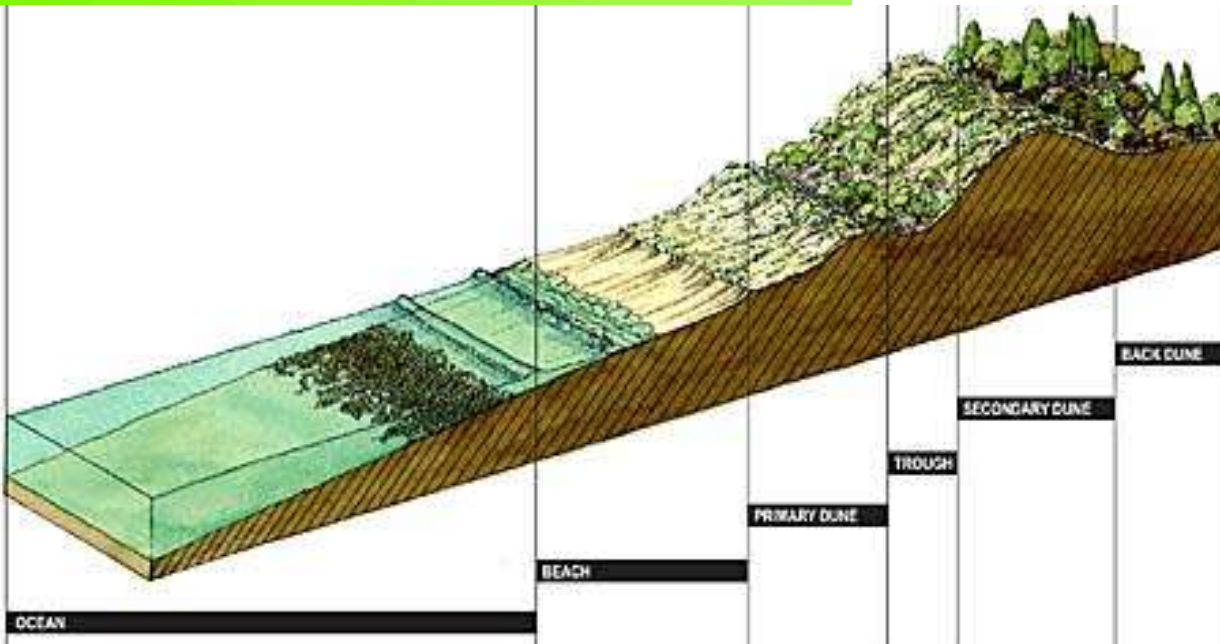 BACK DUNE
SECONDARY DUNE
TROUGH
PRIMARY DUNE
BEACH
OCEAN